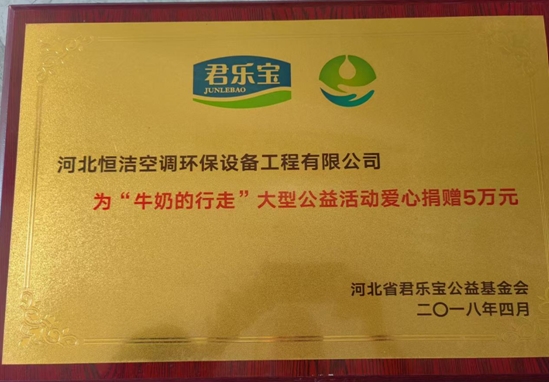 君乐宝
JUNLEBAO
河北恒洁空调环保设备工程有限公司
为“牛奶的行走”大型公益活动爱心捐赠5万元
河北省君乐宝公益基金会
二〇一八年四月